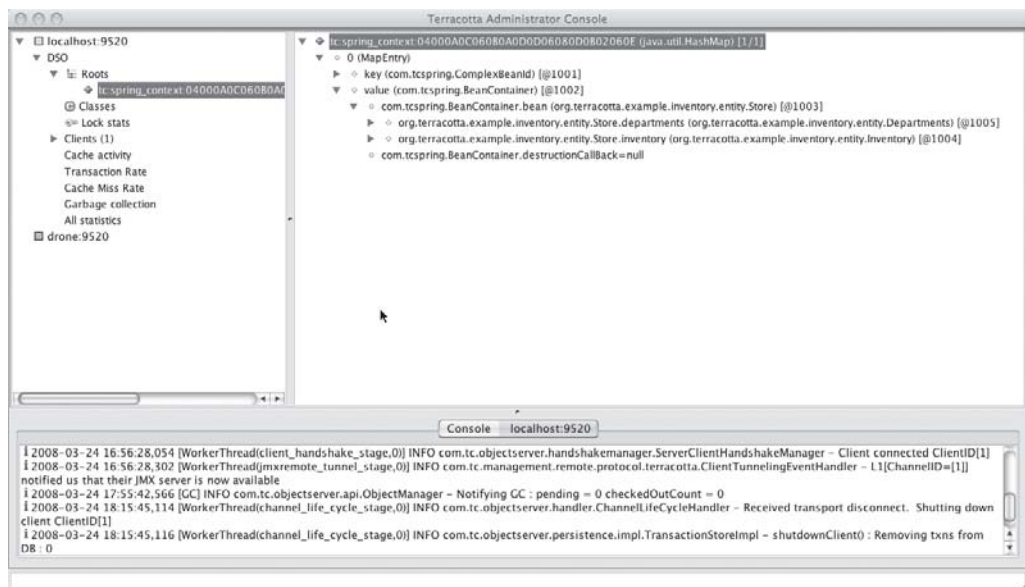 Terracotta Administrator Console
localhost:9520
DSO
Roots
tc:spring_context:04000A0C060B0A0
Classes
Lock stats
Clients (1)
Cache activity
Transaction Rate
Cache Miss Rate
Garbage collection
All statistics
drone:9520
tc:spring_context:04000A0C060B0A0D0D06080D0B02060E (java.util.HashMap) [1/1]
0 (MapEntry)
key (com.tcspring.ComplexBeanId) [@1001]
value (com.tcspring.BeanContainer) [@1002]
com.tcspring.BeanContainer.bean (org.terracotta.example.inventory.entity.Store) [@1003]
org.terracotta.example.inventory.entity.Store.departments (org.terracotta.example.inventory.entity.Departments) [@1005]
org.terracotta.example.inventory.entity.Store.inventory (org.terracotta.example.inventory.entity.Inventory) [@1004]
com.tcspring.BeanContainer.destructionCallBack=null
Console localhost:9520
2008-03-24 16:56:28,054 [WorkerThread(client_handshake_stage,0)] INFO com.tc.objectserver.handshakemanager.ServerClientHandshakeManager - Client connected ClientID[1]
2008-03-24 16:56:28,302 [WorkerThread(jmxremote_tunnel_stage,0)] INFO com.tc.management.remote.protocol.terracotta.ClientTunnelingEventHandler - L1[ChannelID=[1]]
notified us that their JMX server is now available
2008-03-24 17:55:42,566 [GC] INFO com.tc.objectserver.api.ObjectManager - Notifying GC : pending = 0 checkedOutCount = 0
2008-03-24 18:15:45,114 [WorkerThread(channel_life_cycle_stage,0)] INFO com.tc.objectserver.handler.ChannelLifeCycleHandler - Received transport disconnect. Shutting down
client ClientID[1]
2008-03-24 18:15:45,116 [WorkerThread(channel_life_cycle_stage,0)] INFO com.tc.objectserver.persistence.impl.TransactionStoreImpl - shutdownClient() : Removing txns from
DB : 0